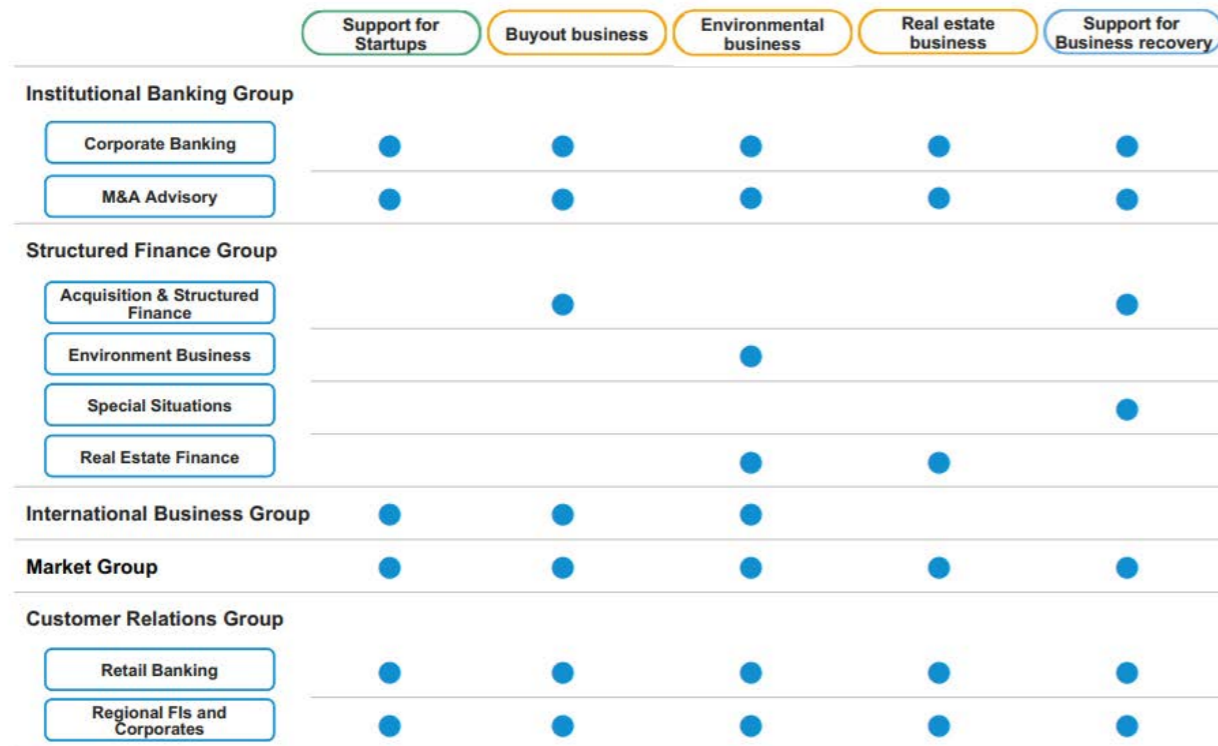 Support for
Startups
Buyout business
Environmental
business
Real estate
business
Support for
Business recovery
Institutional Banking Group
Corporate Banking
M&A Advisory
Structured Finance Group
Acquisition & Structured
Finance
Environment Business
Special Situations
Real Estate Finance
International Business Group
Market Group
Customer Relations Group
Retail Banking
Regional FIs and
Corporates